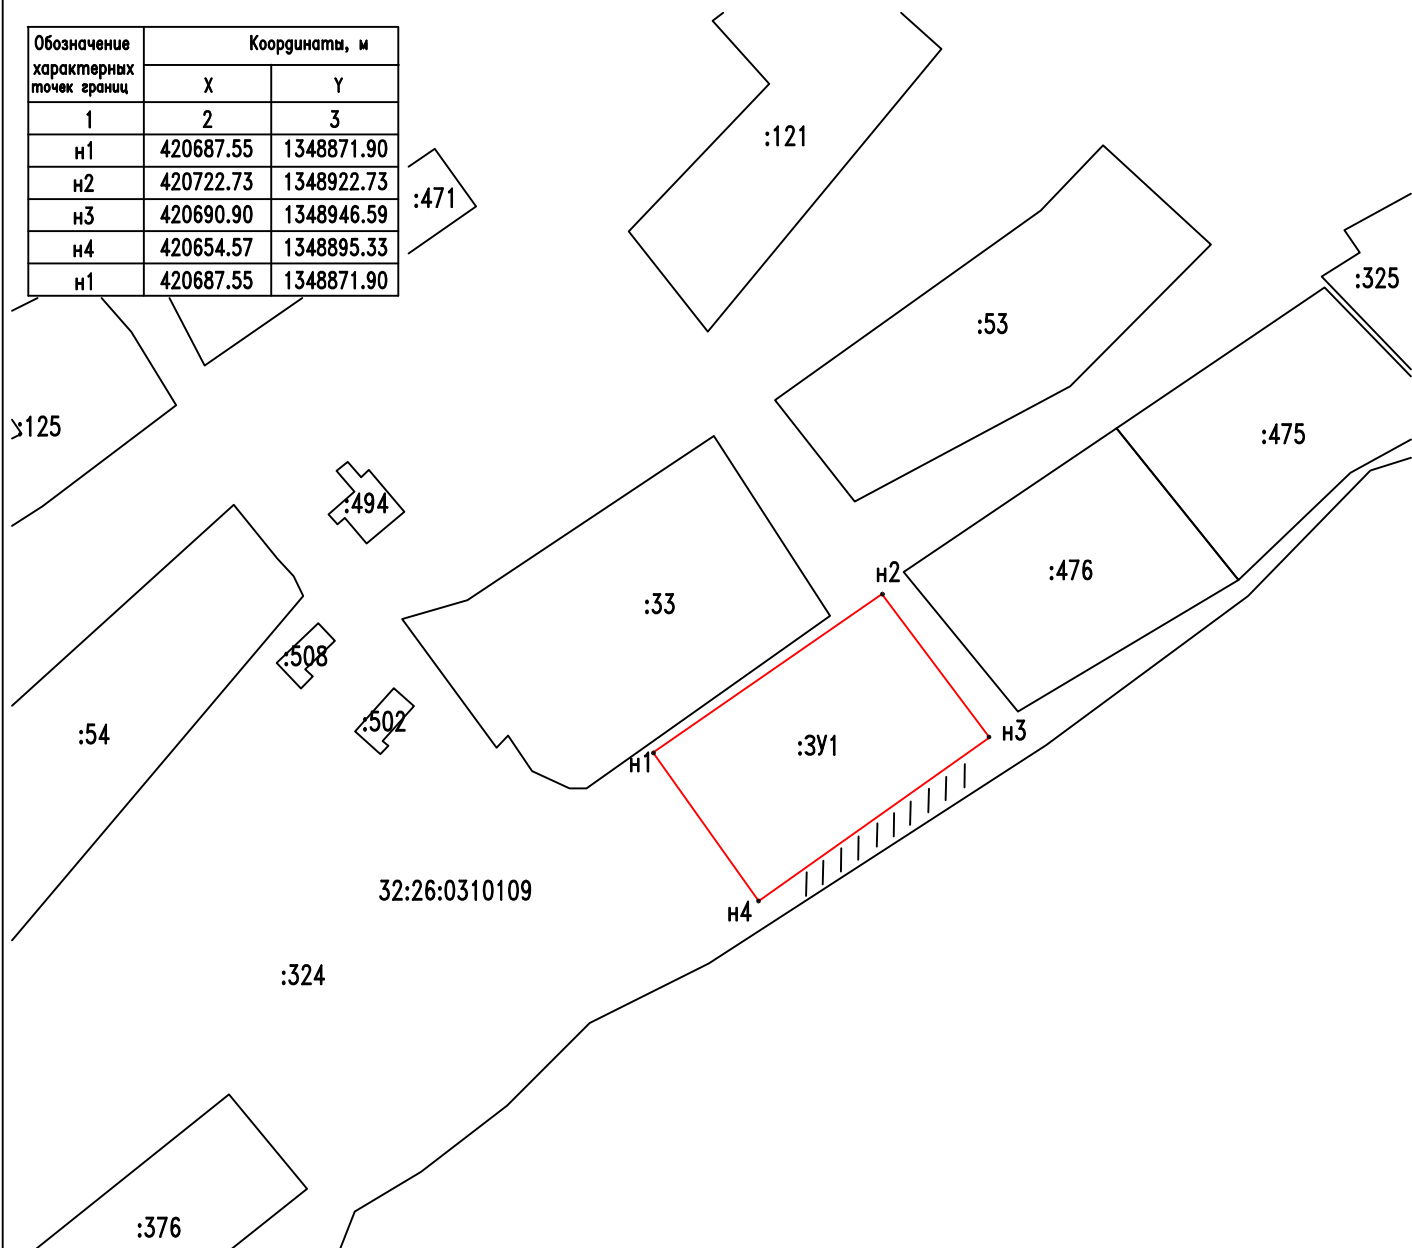 Обозначение характерных точек границ
Координаты, м
X Y
1 2 3
н1 420687.55 1348871.90
н2 420722.73 1348922.73
н3 420690.90 1348946.59
н4 420654.57 1348895.33
н1 420687.55 1348871.90
:121
:471
:325
:53
:125
:475
:494
:476
н2
:33
:508
:502
:54
н3
:ЗУ1
н1
32:26:0310109
н4
:324
:376